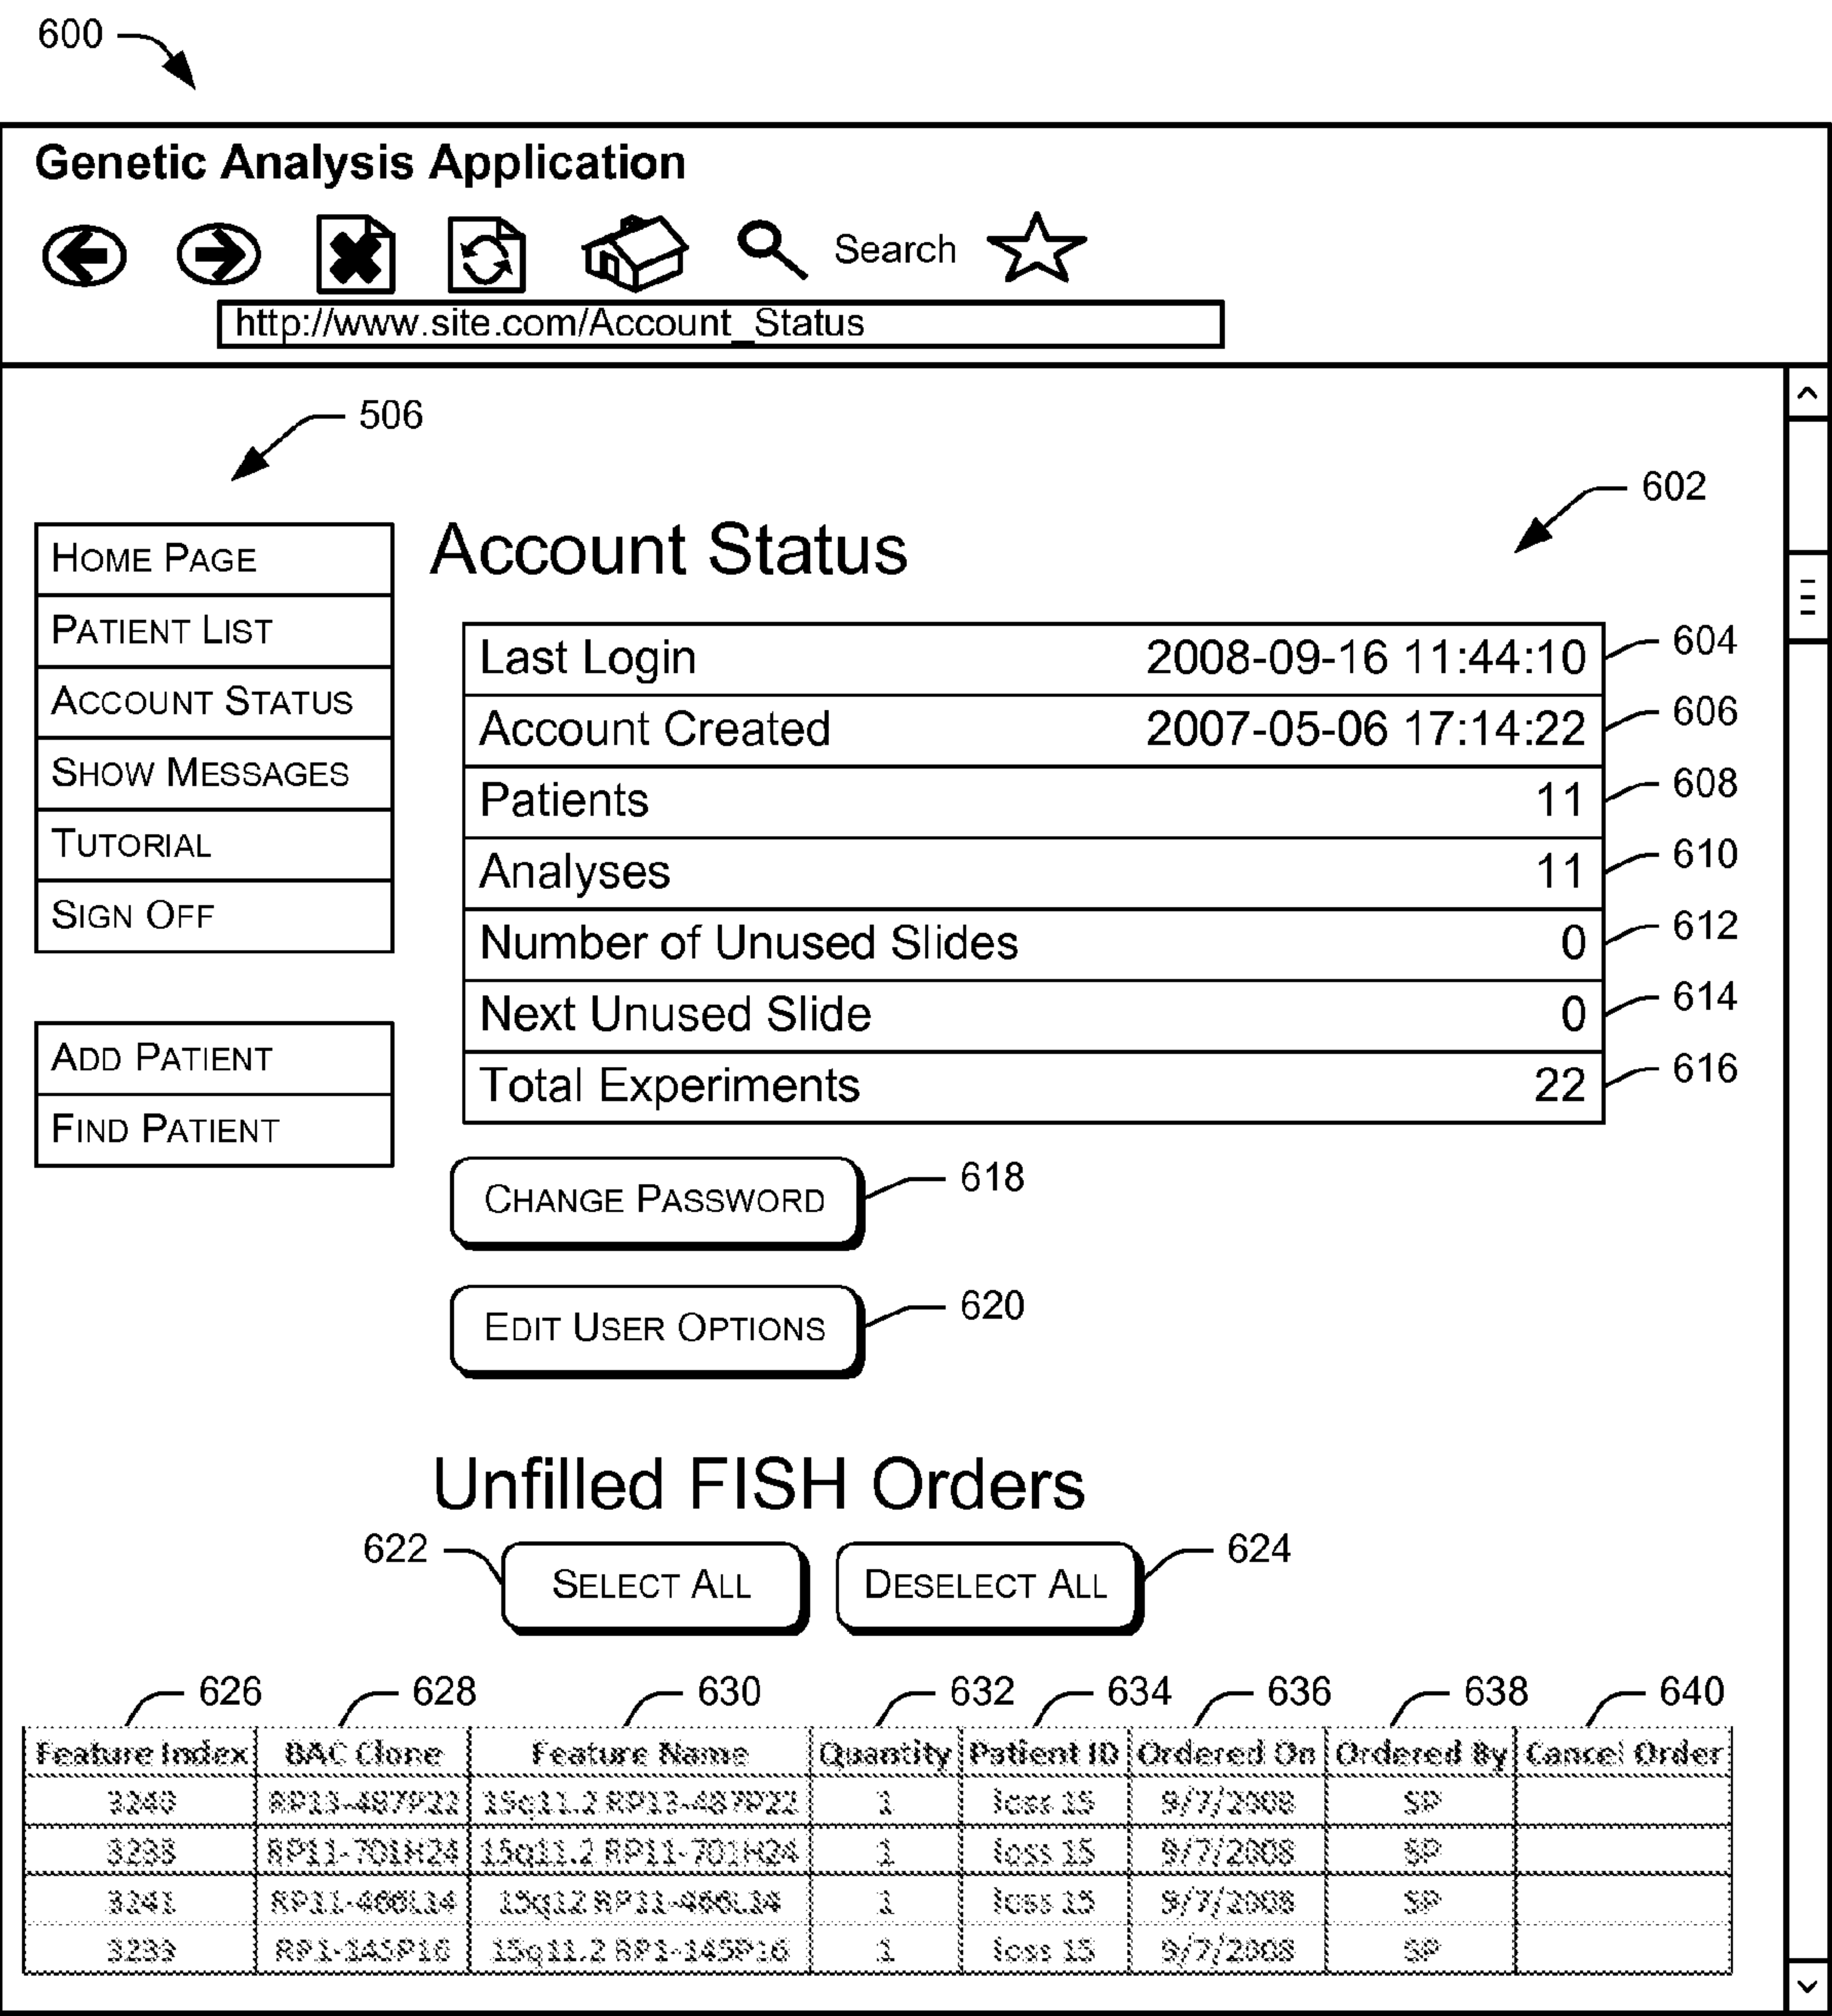 600
Genetic Analysis Application
Search
http://www.site.com/Account_Status
506
602
HOME PAGE
PATIENT LIST
ACCOUNT STATUS
SHOW MESSAGES
TUTORIAL
SIGN OFF
ADD PATIENT
FIND PATIENT
Account Status
Last Login 2008-09-16 11:44:10 604
Account Created 2007-05-06 17:14:22 606
Patients 11 608
Analyses 11 610
Number of Unused Slides 0 612
Next Unused Slide 0 614
Total Experiments 22 616
CHANGE PASSWORD 618
EDIT USER OPTIONS 620
Unfilled FISH Orders
622 SELECT ALL DESELECT ALL 624
626 628 630 632 634 636 638 640
Feature Index BAC Clone Feature Name Quantity Patient ID Ordered On Ordered By Cancel Order
3240 RP13-487P22 15q11.2 RP13-487P22 1 loss 15 9/7/2008 SP
RP11-701H24 15q11.2 RP11-701H24 1 loss 15 9/7/2008 SP
3241 15q12 1 loss 15 9/7/2008 SP
3239 RP1-145P16 15q11.2 RP1-145P16 1 loss 15 9/7/2008 SP